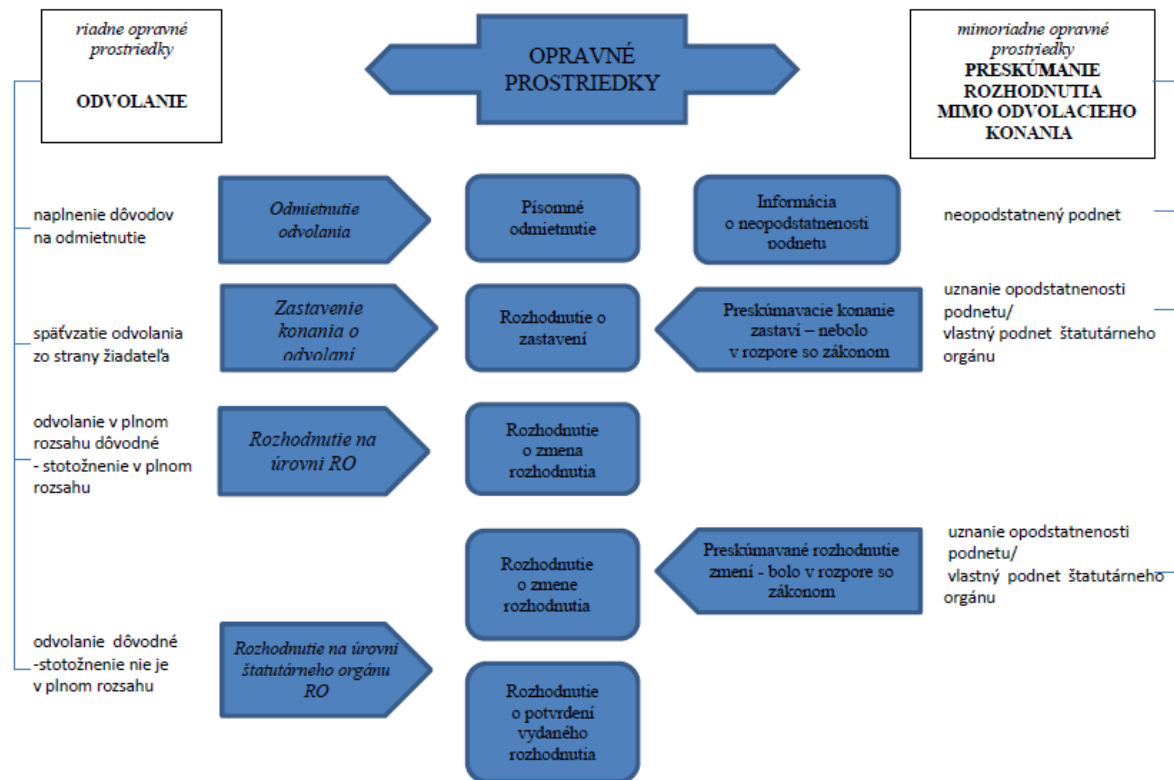 riadne opravné
prostriedky
ODVOLANIE
OPRAVNÉ
PROSTRIEDKY
mimoriadne opravné
prostriedky
PRESKÚMANIE
ROZHODNUTIA
MIMO ODVOLACIEHO
KONANIA
naplnenie dôvodov
na odmietnutie
Odmietnutie
odvolania
Písomné
odmietnutie
Informácia
o neopodstatnenosti
podnetu
neopodstatnený podnet
späťvzatie odvolania
zo strany žiadateľa
Zastavenie
konania o
odvolaní
Rozhodnutie o
zastavení
Preskúmavacie konanie
zastaví – nebolo
v rozpore so zákonom
uznanie opodstatnenosti
podnetu/
vlastný podnet štatutárneho
orgánu
odvolanie v plnom
rozsahu dôvodné
- stotožnenie v plnom
rozsahu
Rozhodnutie na
úrovni RO
Rozhodnutie
o zmena
rozhodnutia
Rozhodnutie
o zmene
rozhodnutia
Preskúmavané rozhodnutie
zmení - bolo v rozpore so
zákonom
uznanie opodstatnenosti
podnetu/
vlastný podnet štatutárneho
orgánu
odvolanie dôvodné
-stotožnenie nie je
v plnom rozsahu
Rozhodnutie na úrovni
štatutárneho orgánu
RO
Rozhodnutie
o potvrdení
vydaného
rozhodnutia